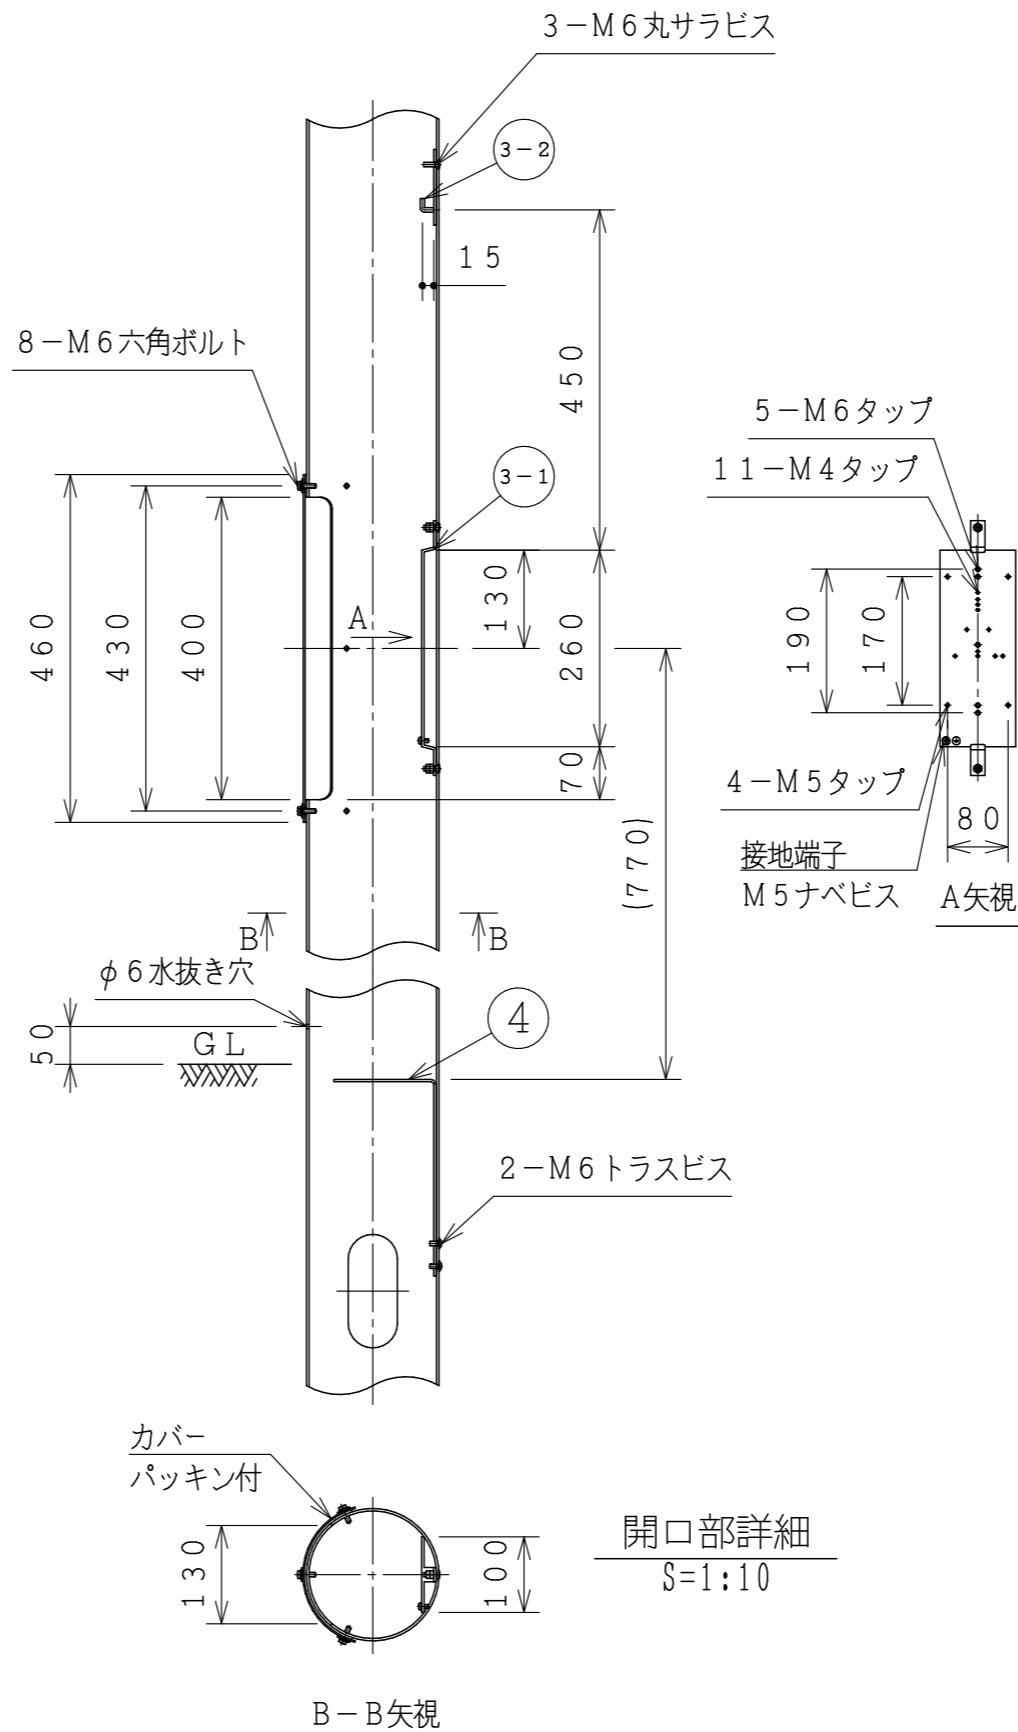 3-M6丸サラビス
3-2
15
8-M6六角ボルト
450
5-M6タップ
11-M4タップ
3-1
460
430
400
A
130
260
70
190
170
4-M5タップ
80
接地端子
M5ナベビス
A矢視
(770)
B
B
φ6水抜き穴
50
GL
4
2-M6トラスビス
カバー
パッキン付
130
100
開口部詳細
S=1:10
B-B矢視